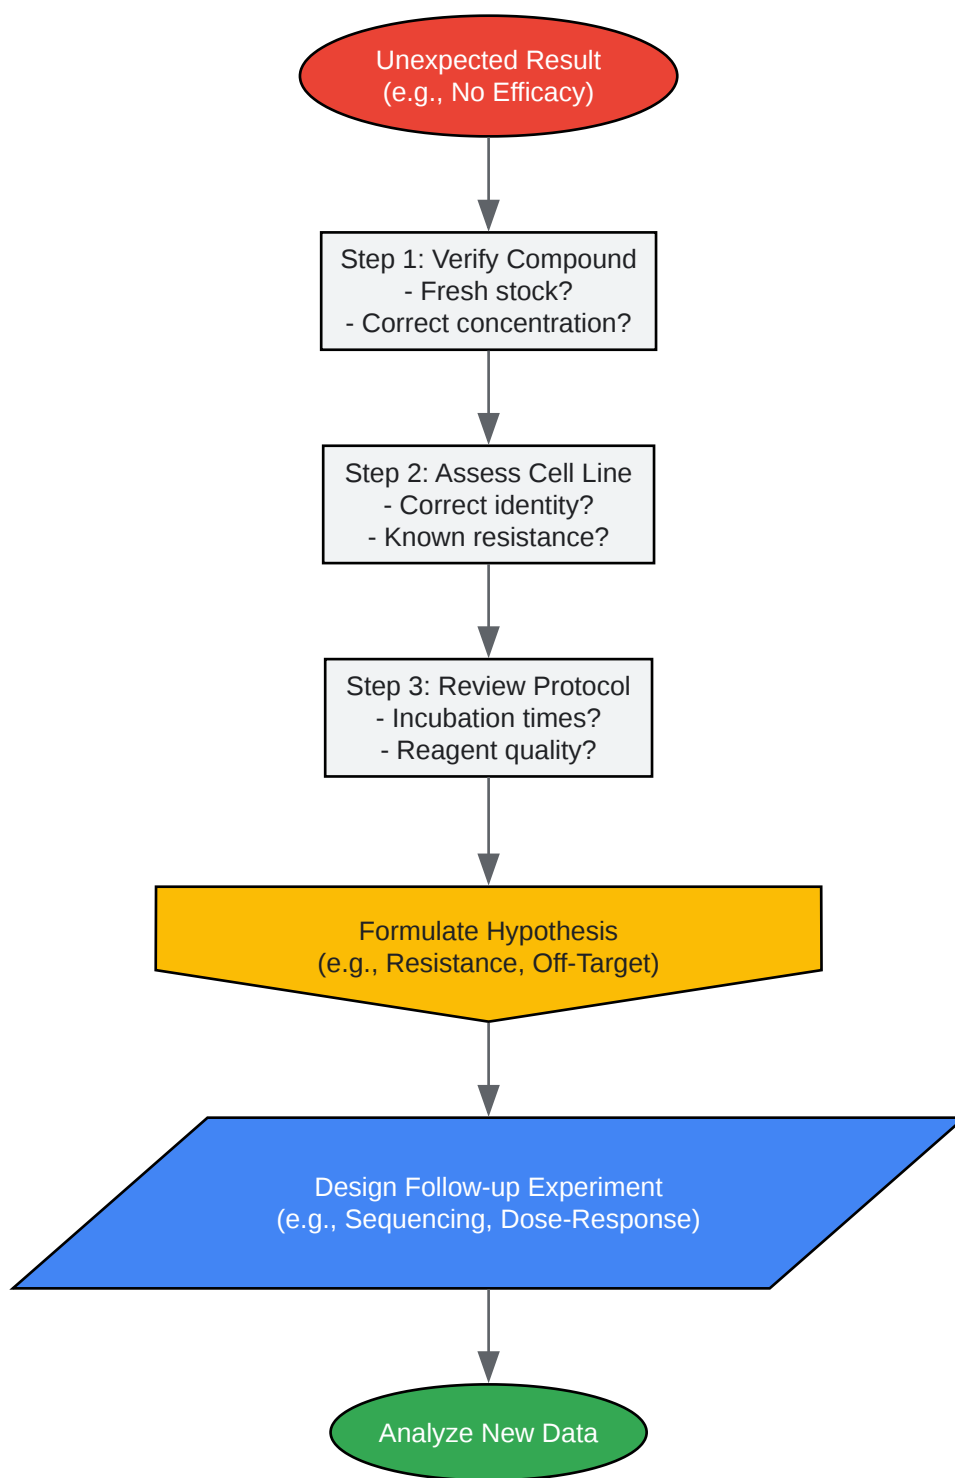 Unexpected Result
(e.g., No Efficacy)
Step 1: Verify Compound
- Fresh stock?
- Correct concentration?
Step 2: Assess Cell Line
- Correct identity?
- Known resistance?
Step 3: Review Protocol
- Incubation times?
- Reagent quality?
Formulate Hypothesis
(e.g., Resistance, Off-Target)
Design Follow-up Experiment
(e.g., Sequencing, Dose-Response)
Analyze New Data